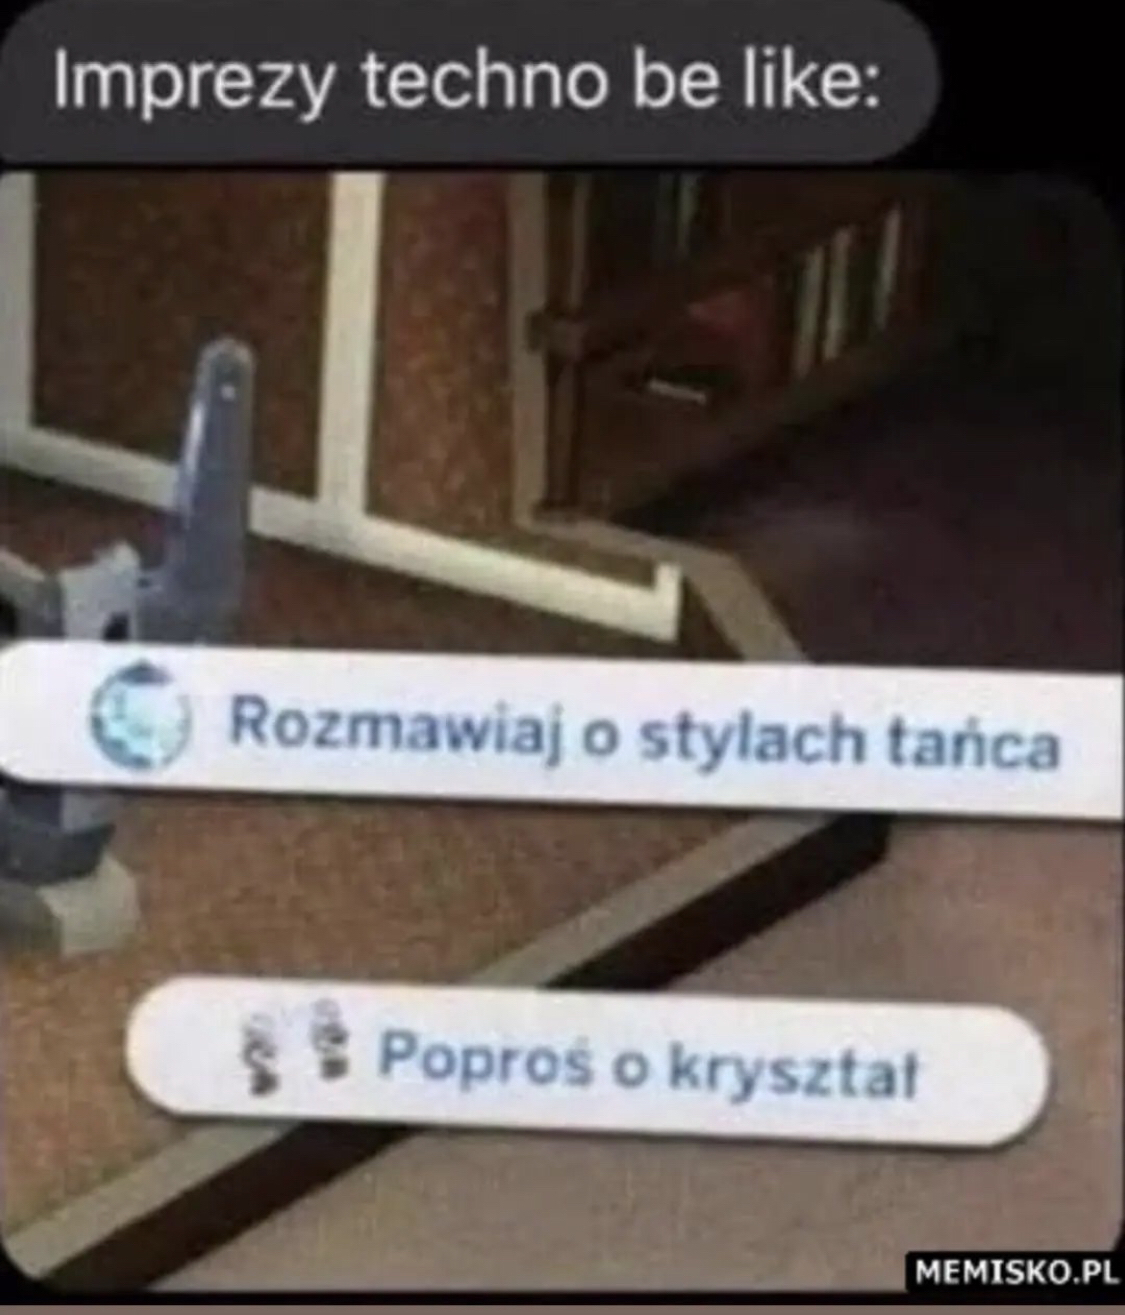 Imprezy techno be like:
Rozmawiaj o stylach tańca
Poproś o kryształ
MEMISKO.PL